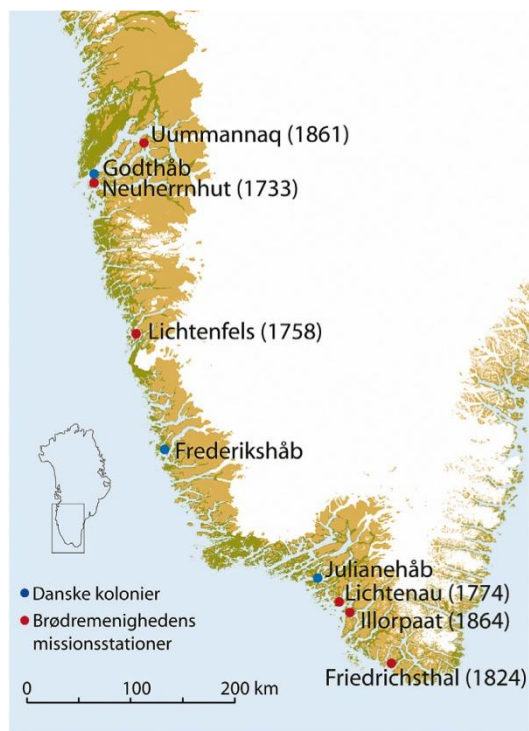 Uummannaq (1861)
Godthåb
Neuherrnhut (1733)
Lichtenfels (1758)
Frederikshåb
Julianehåb
Lichtenau (1774)
Illorpaat (1864)
Friedrichsthal (1824)
Danske kolonier
Brødremenighedens
missionsstationer
0 100 200 km